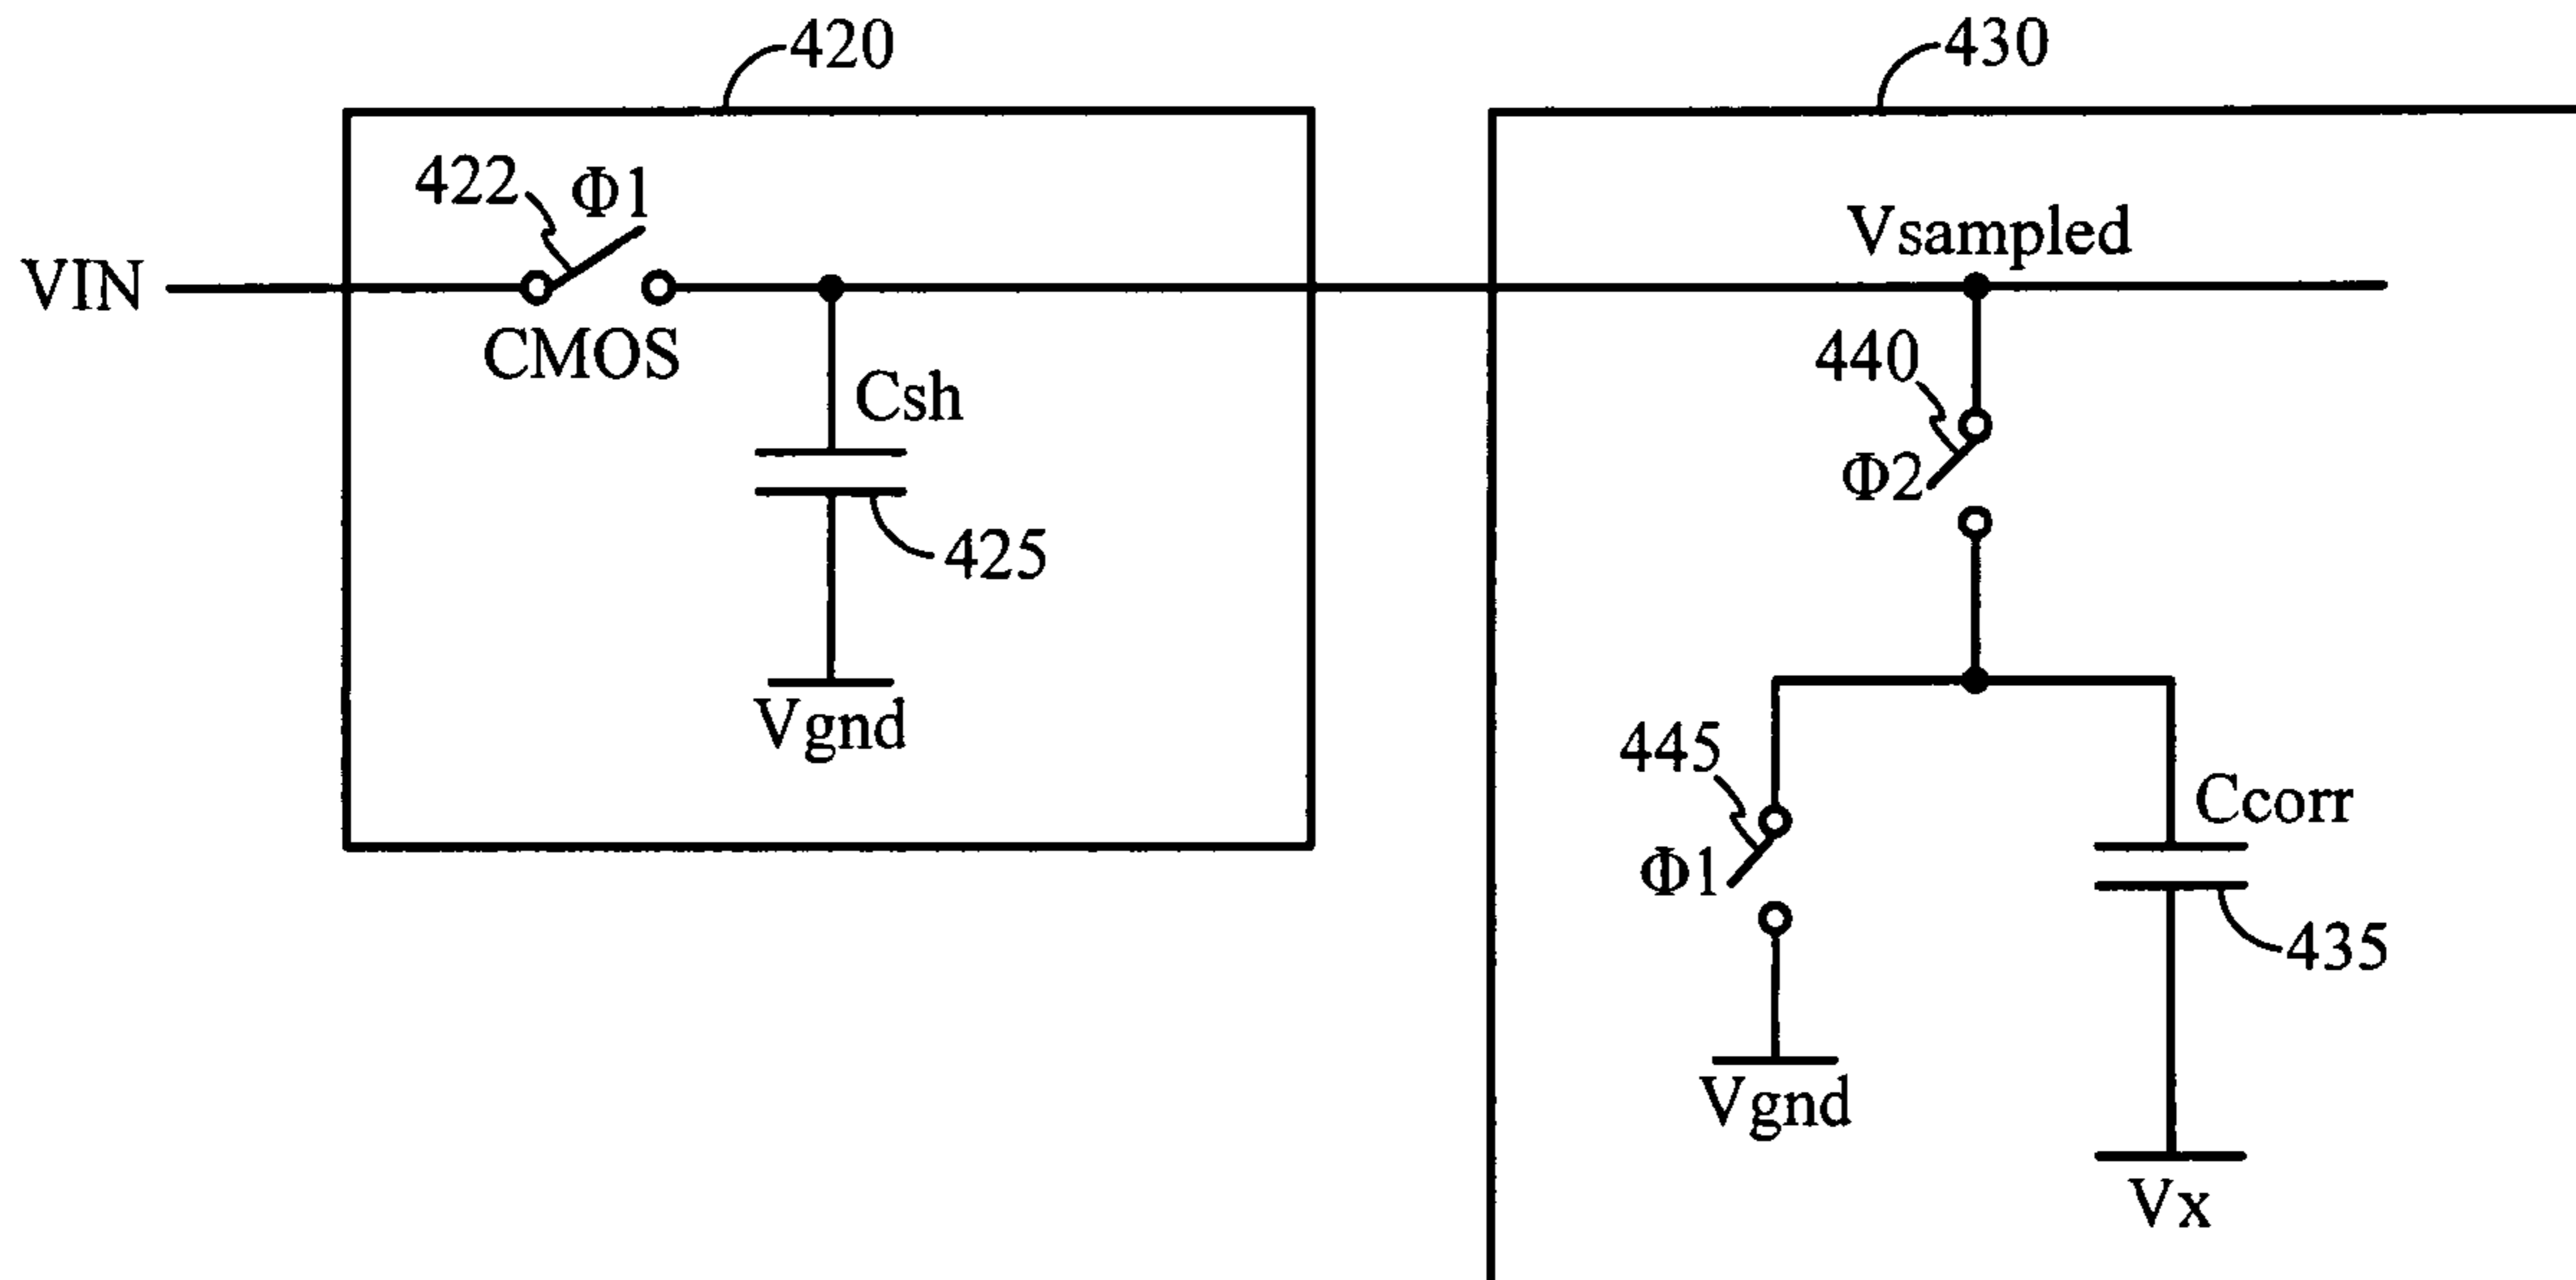 420
430
422
Φ1
VIN
CMOS
Csh
425
Vgnd
Vsampled
440
Φ2
445
Φ1
Vgnd
Ccorr
435
Vx